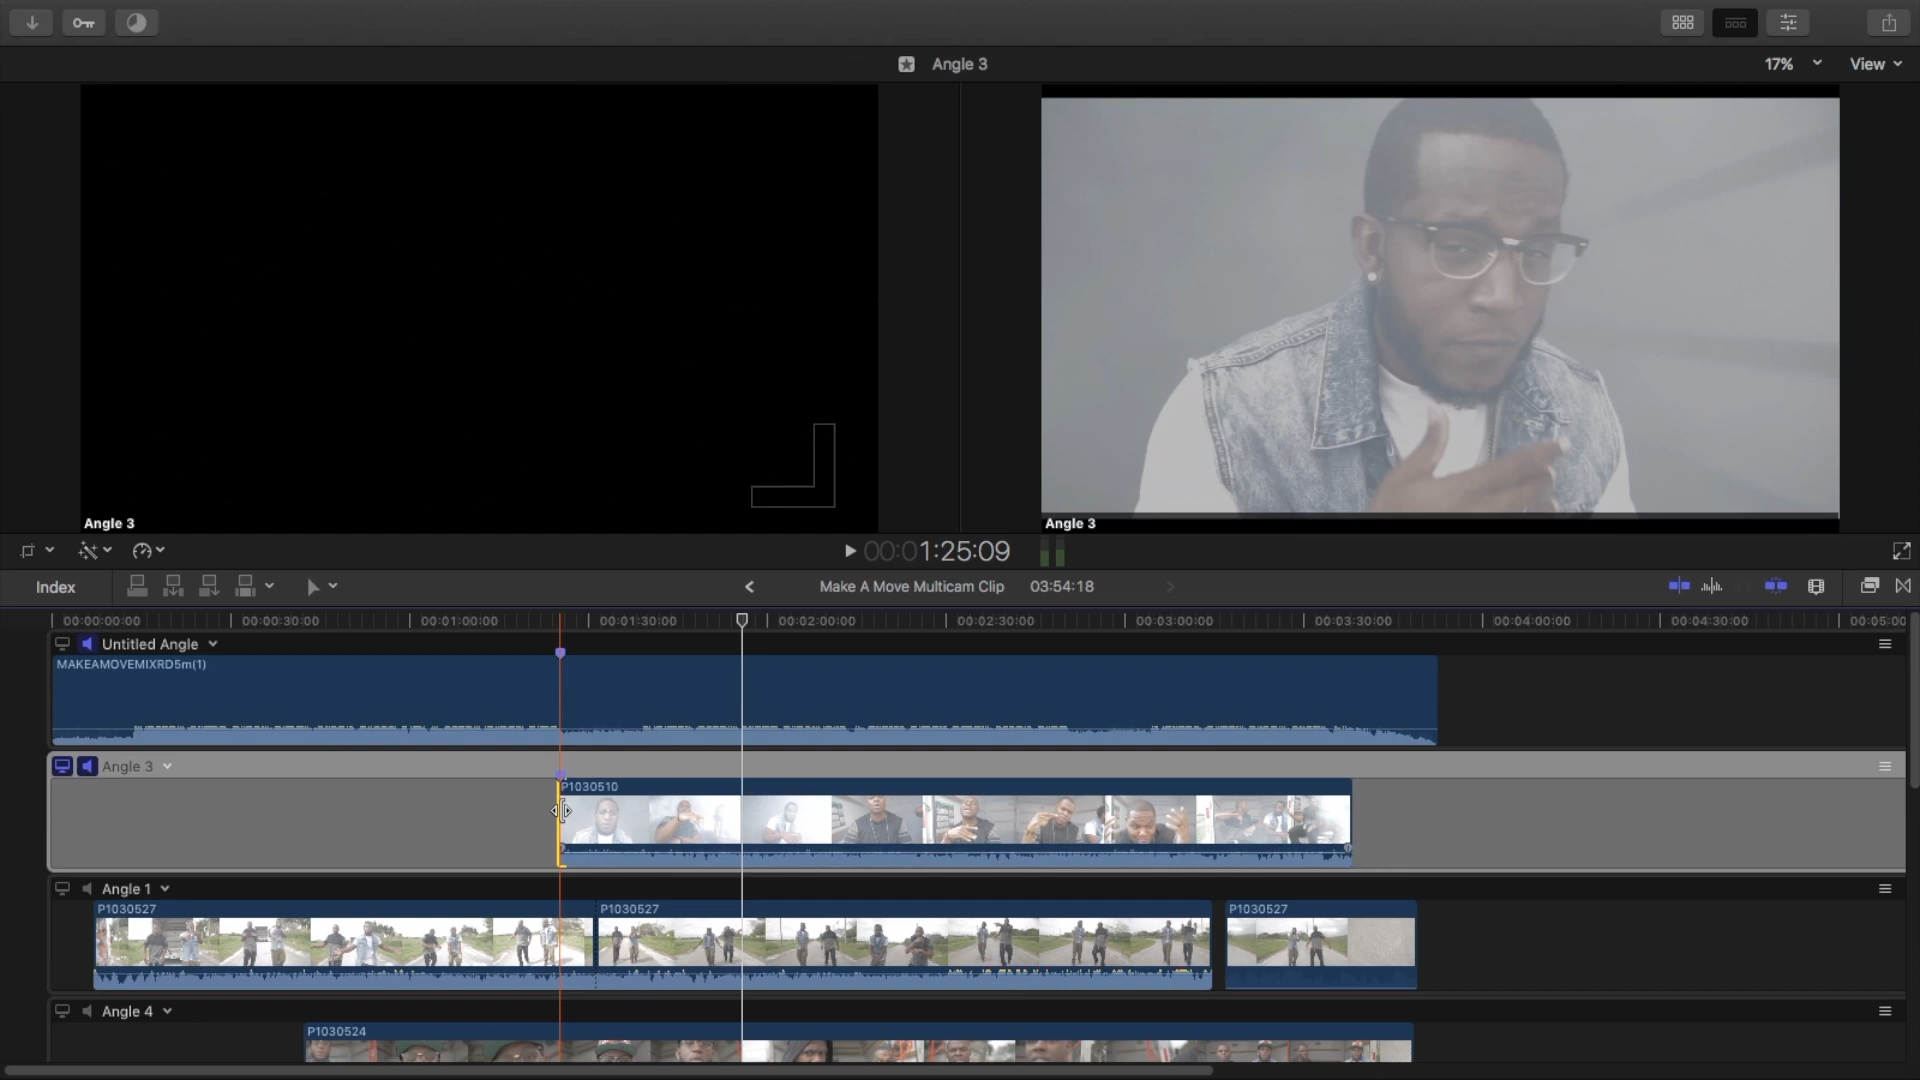 Angle 3
17%
View
Angle 3
Angle 3
00:01:25:09
Index
Make A Move Multicam Clip
03:54:18
00:00:00:00
00:00:30:00
00:01:00:00
00:01:30:00
00:02:00:00
00:02:30:00
00:03:00:00
00:03:30:00
00:04:00:00
00:04:30:00
00:05:00
Untitled Angle
MAKEAMOVEMIXRD5m(1)
Angle 3
P1030510
Angle 1
P1030527
P1030527
P1030527
Angle 4
P1030524